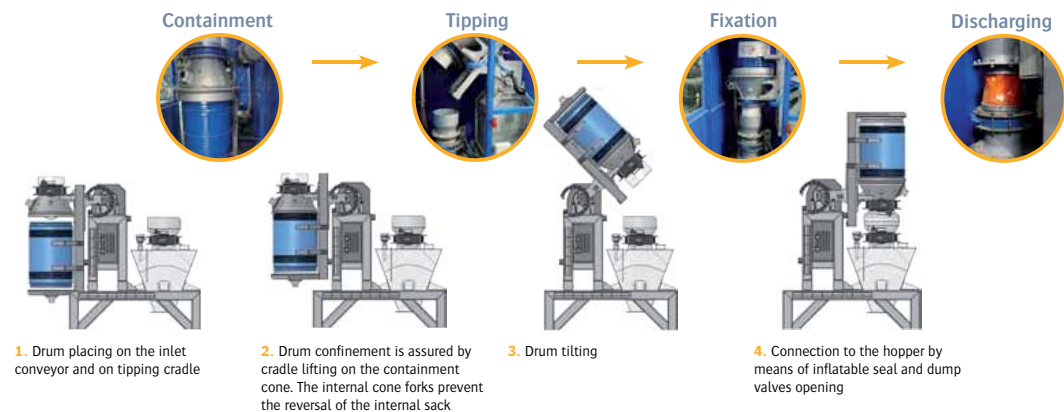 Containment
Tipping
Fixation
Discharging
1. Drum placing on the inlet
conveyor and on tipping cradle
2. Drum confinement is assured by
cradle lifting on the containment
cone. The internal cone forks prevent
the reversal of the internal sack
3. Drum tilting
4. Connection to the hopper by
means of inflatable seal and dump
valves opening